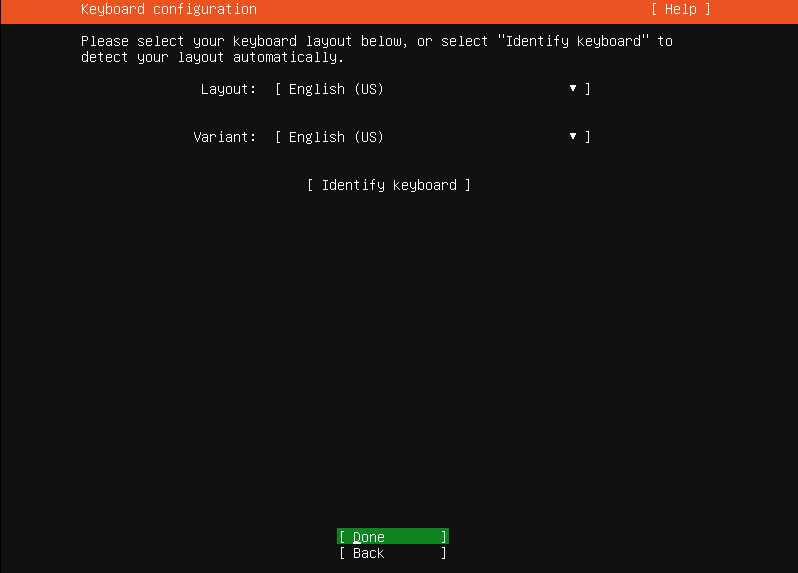 Keyboard configuration [ Help ]
Please select your keyboard layout below, or select "Identify keyboard" to
detect your layout automatically.
Layout: [ English (US) ▾ ]
Variant: [ English (US) ▾ ]
[ Identify keyboard ]
[ Done ]
[ Back ]